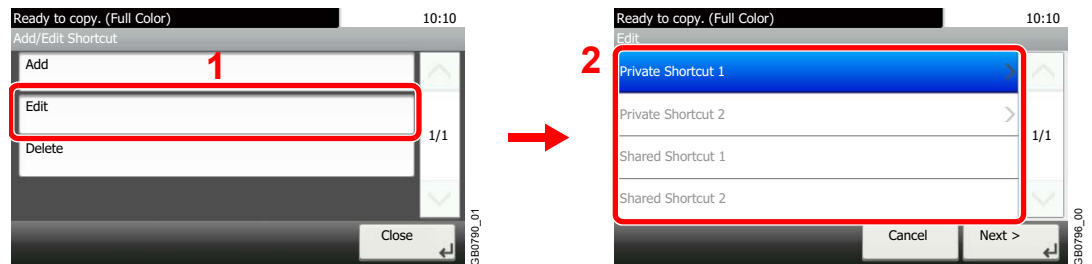 Ready to copy. (Full Color) 10:10
Add/Edit Shortcut
Add
1
Edit
1/1
Delete
Close
GB0790_01
Ready to copy. (Full Color) 10:10
Edit
2
Private Shortcut 1
Private Shortcut 2
1/1
Shared Shortcut 1
Shared Shortcut 2
Cancel Next >
GB0796_00